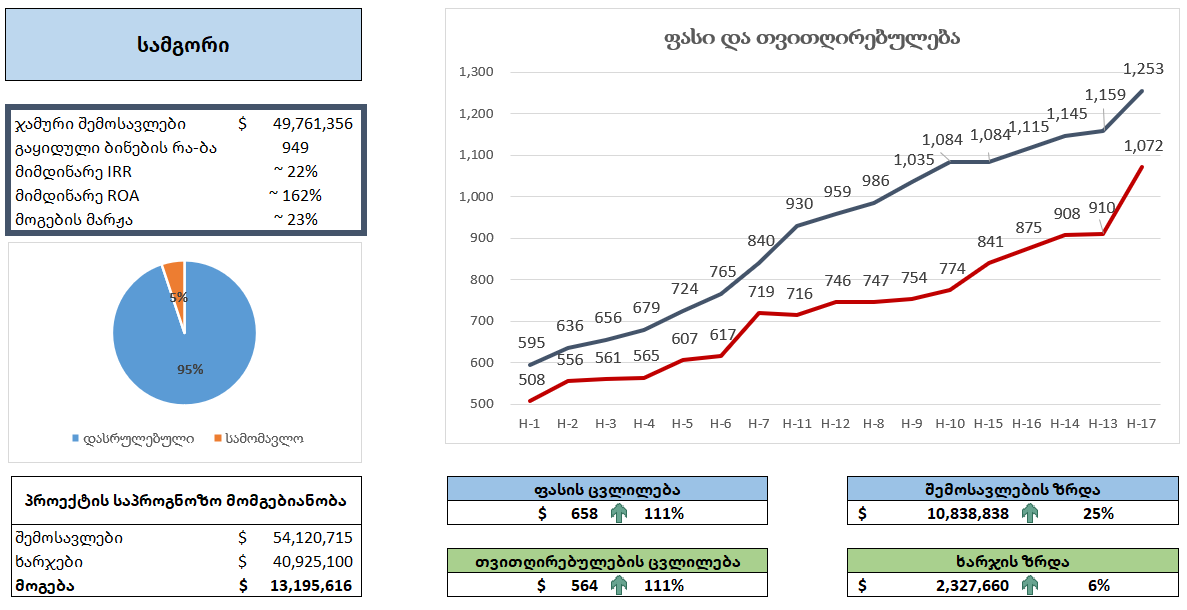 სამგორი
ჯამური შემოსავლები $ 49,761,356
გაყიდული ბინების რა-ბა 949
მიმდინარე IRR ~ 22%
მიმდინარე ROA ~ 162%
მოგების მარჟა ~ 23%
5%
95%
დასრულებული სამომავლო
პროექტის საპროგნოზო მომგებიანობა
შემოსავლები $ 54,120,715
ხარჯები $ 40,925,100
მოგება $ 13,195,616
ფასი და თვითღირებულება
1,300
1,200
1,100
1,000
900
800
700
600
500
595 636 656 679 724 765 840 930 959 986 1,035 1,084 1,084 1,115 1,145 1,159 1,253
508 556 561 565 607 617 719 716 746 747 754 774 841 875 908 910 1,072
H-1 H-2 H-3 H-4 H-5 H-6 H-7 H-11 H-12 H-8 H-9 H-10 H-15 H-16 H-14 H-13 H-17
ფასის ცვლილება
$ 658 111%
თვითღირებულების ცვლილება
$ 564 111%
შემოსავლების ზრდა
$ 10,838,838 25%
ხარჯის ზრდა
$ 2,327,660 6%